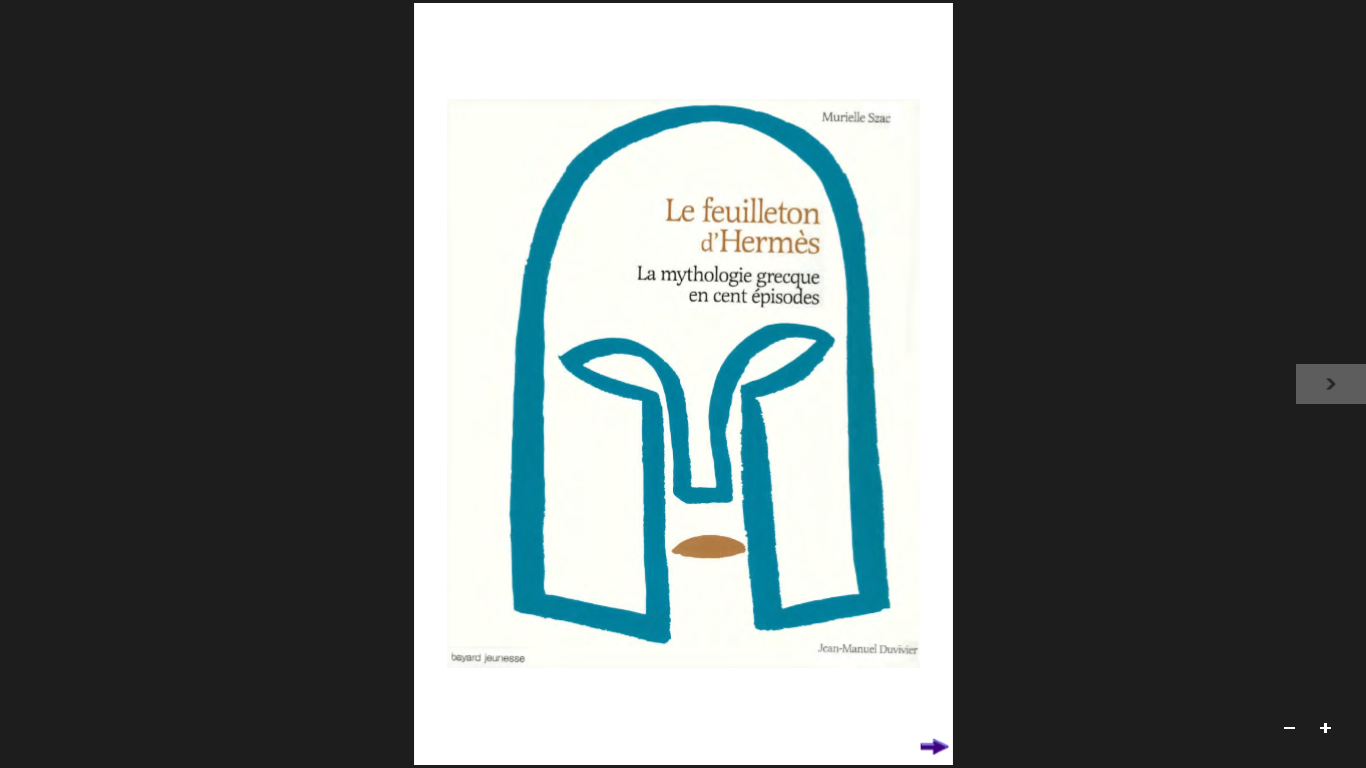 Murielle Szac
Le feuilleton
d'Hermès
La mythologie grecque
en cent épisodes
Jean-Manuel Duvivier
bayard jeunesse